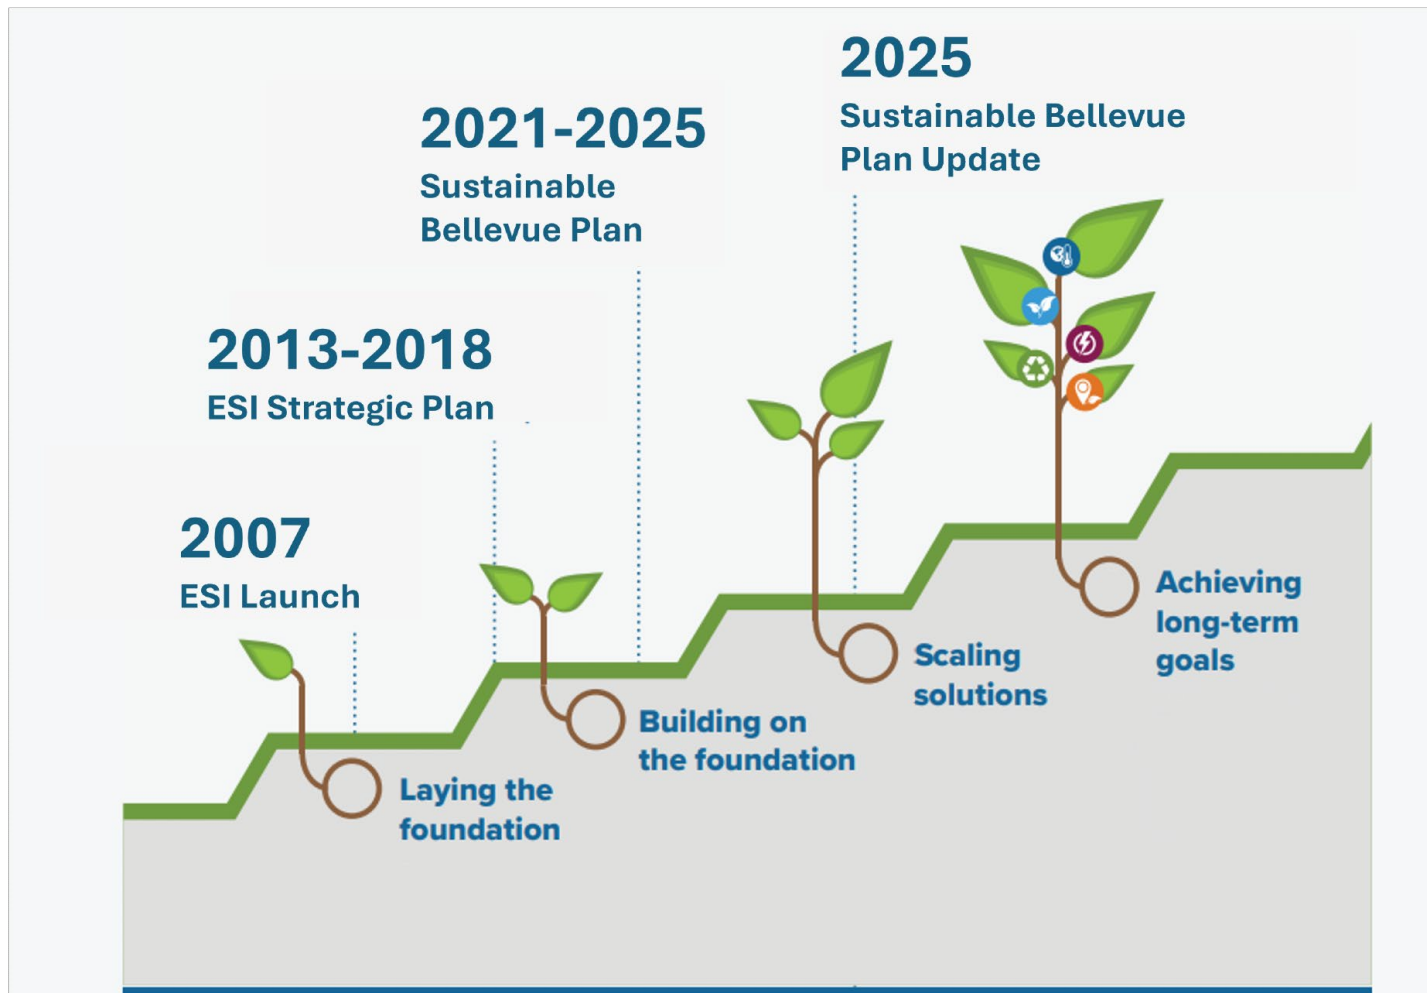 2025
Sustainable Bellevue
Plan Update
2021-2025
Sustainable
Bellevue Plan
2013-2018
ESI Strategic Plan
2007
ESI Launch
Achieving
long-term
goals
Scaling
solutions
Building on
the foundation
Laying the
foundation